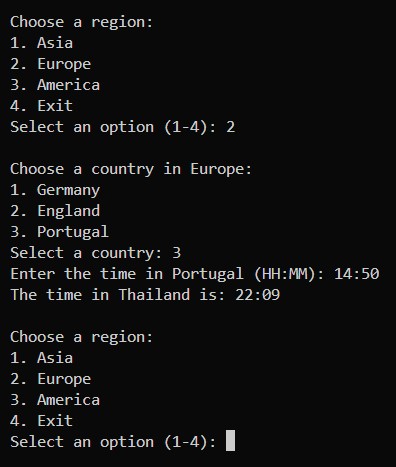 Choose a region:
1. Asia
2. Europe
3. America
4. Exit
Select an option (1-4): 2
Choose a country in Europe:
1. Germany
2. England
3. Portugal
Select a country: 3
Enter the time in Portugal (HH:MM): 14:50
The time in Thailand is: 22:09
Choose a region:
1. Asia
2. Europe
3. America
4. Exit
Select an option (1-4):